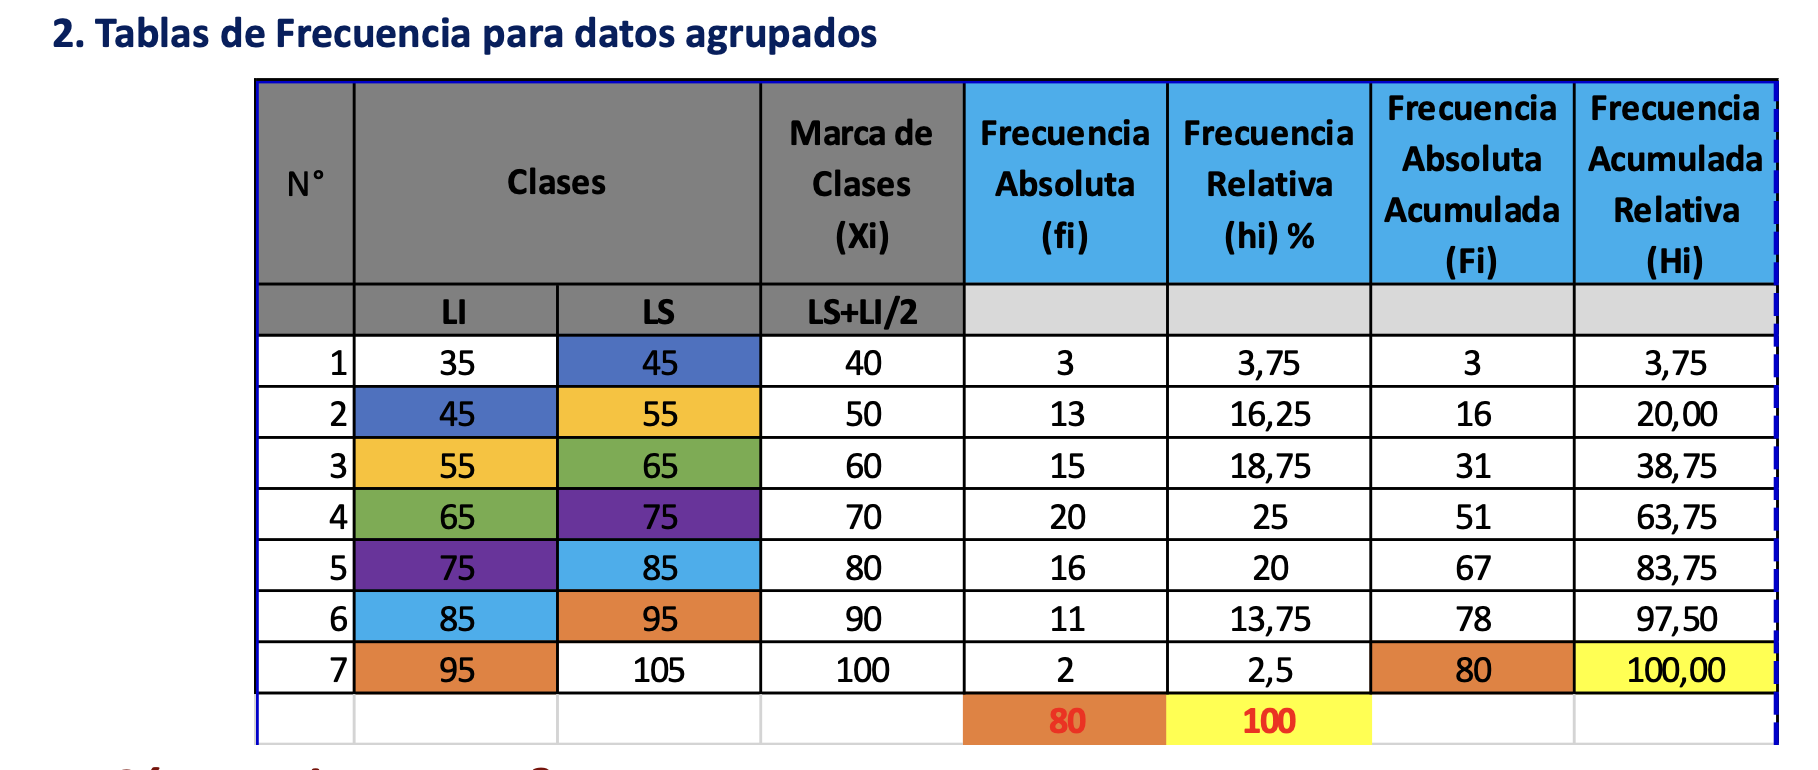 2. Tablas de Frecuencia para datos agrupados
N° Clases Marca de Clases (Xi) Frecuencia Absoluta (fi) Frecuencia Relativa (hi) % Frecuencia Absoluta Acumulada (Fi) Frecuencia Acumulada Relativa (Hi)
LI LS LS+LI/2
1 35 45 40 3 3,75 3 3,75
2 45 55 50 13 16,25 16 20,00
3 55 65 60 15 18,75 31 38,75
4 65 75 70 20 25 51 63,75
5 75 85 80 16 20 67 83,75
6 85 95 90 11 13,75 78 97,50
7 95 105 100 2 2,5 80 100,00
80 100